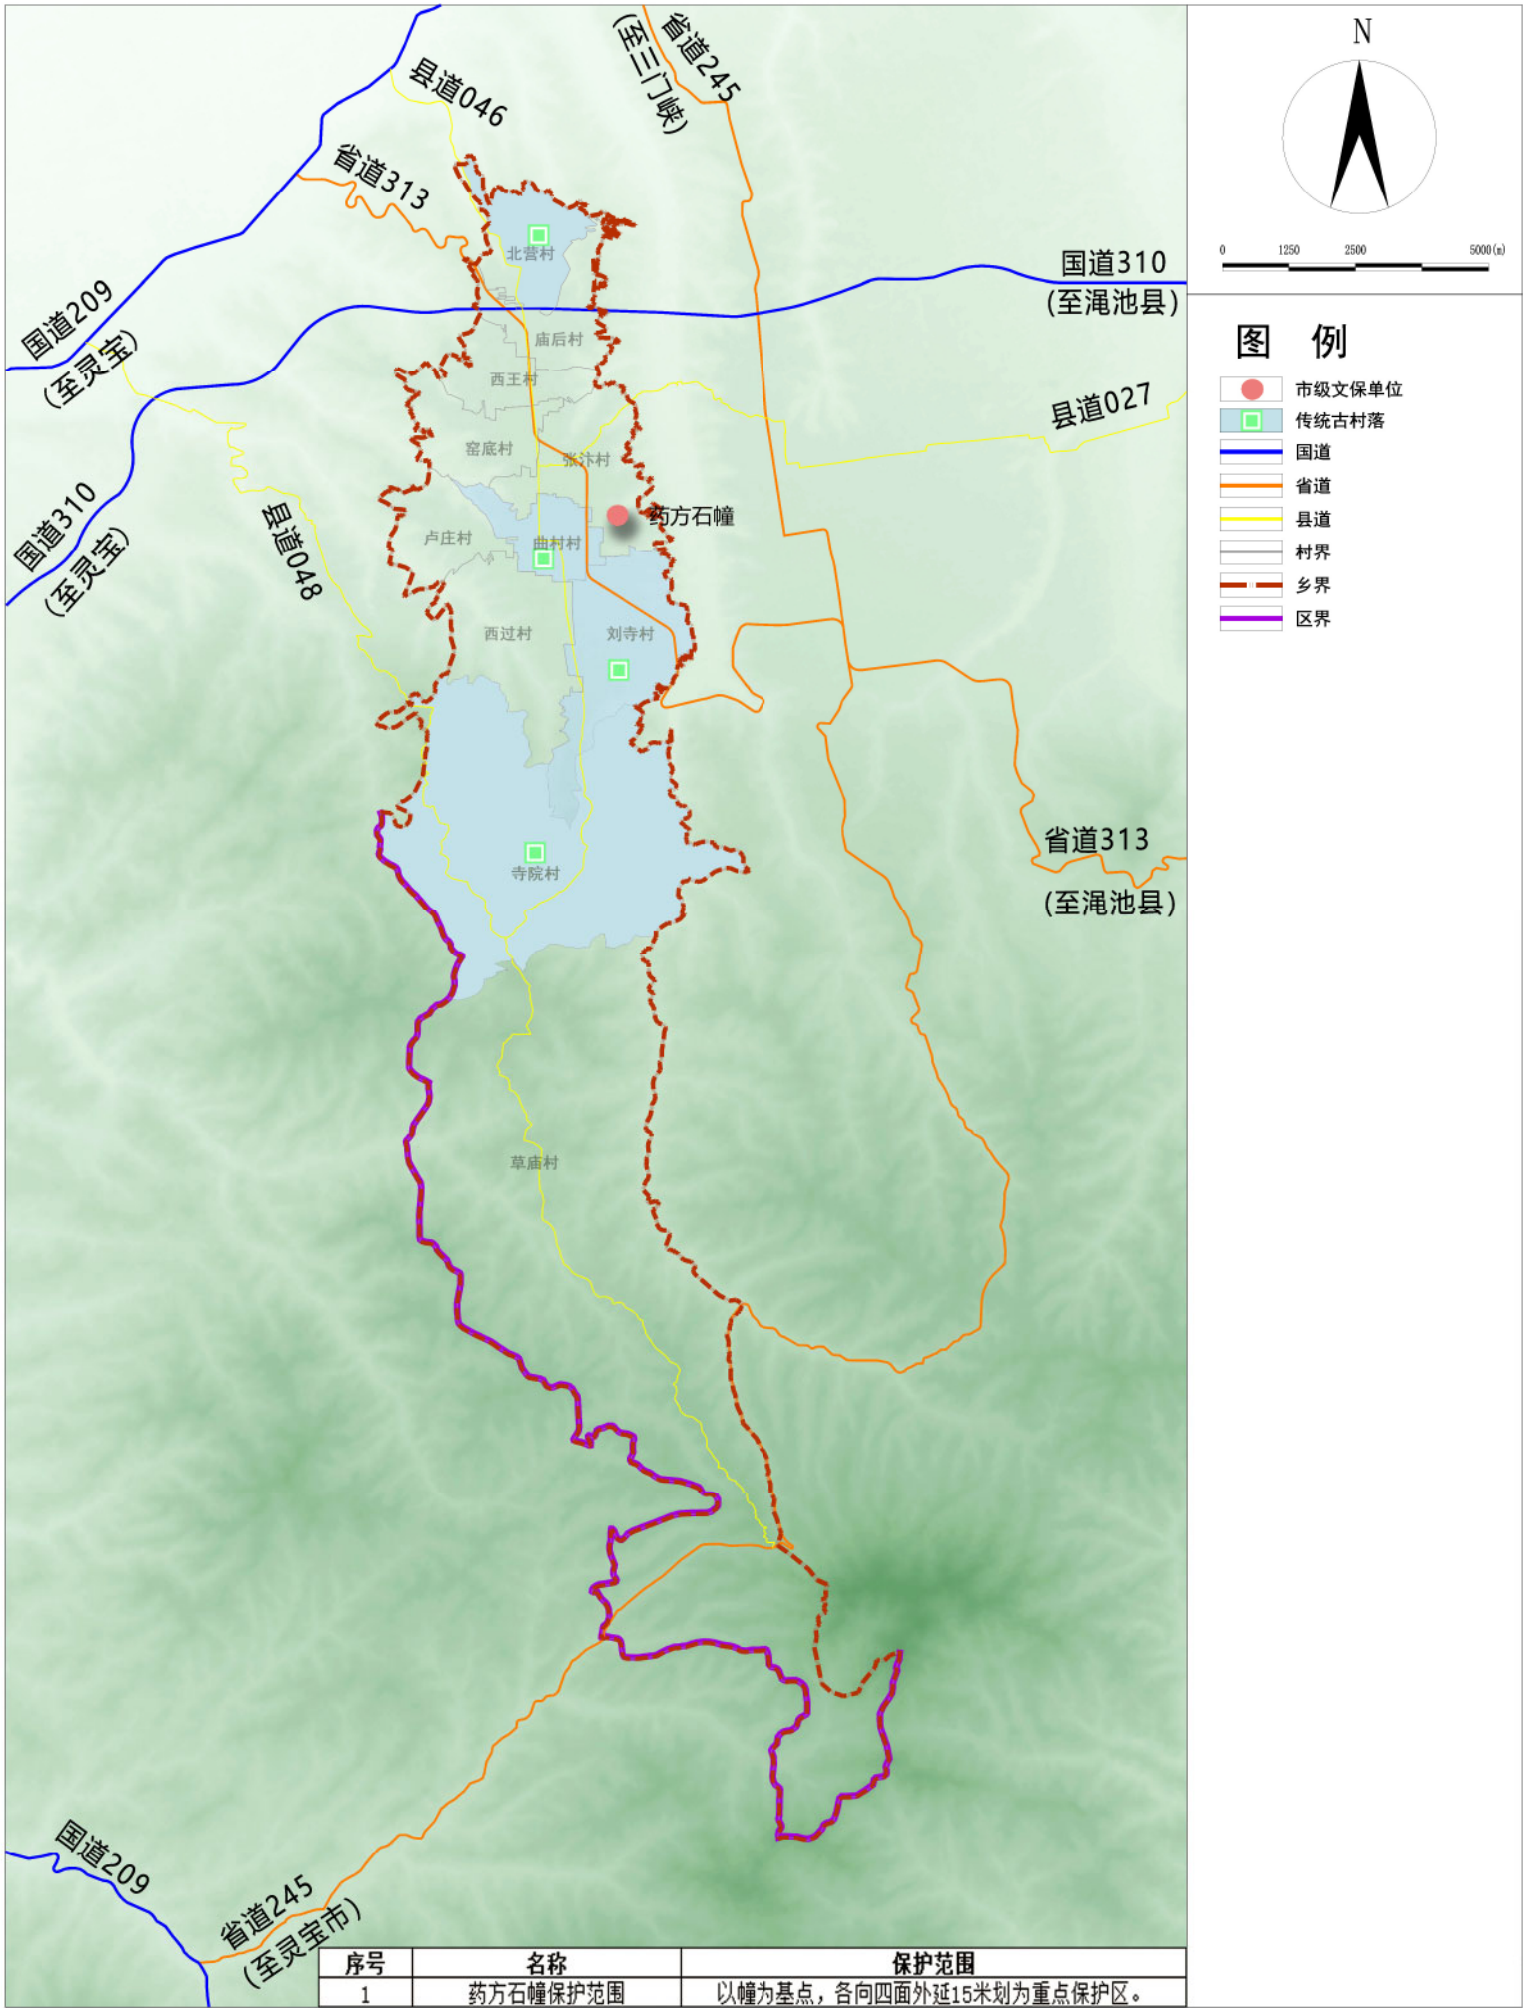 县道046
省道245
(至三门峡)
省道313
北营村
国道310
(至渑池县)
国道209
(至灵宝)
庙后村
西王村
县道027
窑底村
张汴村
国道310
(至灵宝)
县道048
药方石幢
卢庄村
曲村村
西过村
刘寺村
省道313
(至渑池县)
寺院村
草庙村
国道209
省道245
(至灵宝市)
序号 名称 保护范围
1 药方石幢保护范围 以幢为基点，各向四面外延15米划为重点保护区。
N
0 1250 2500 5000(m)
图 例
市级文保单位
传统古村落
国道
省道
县道
村界
乡界
区界